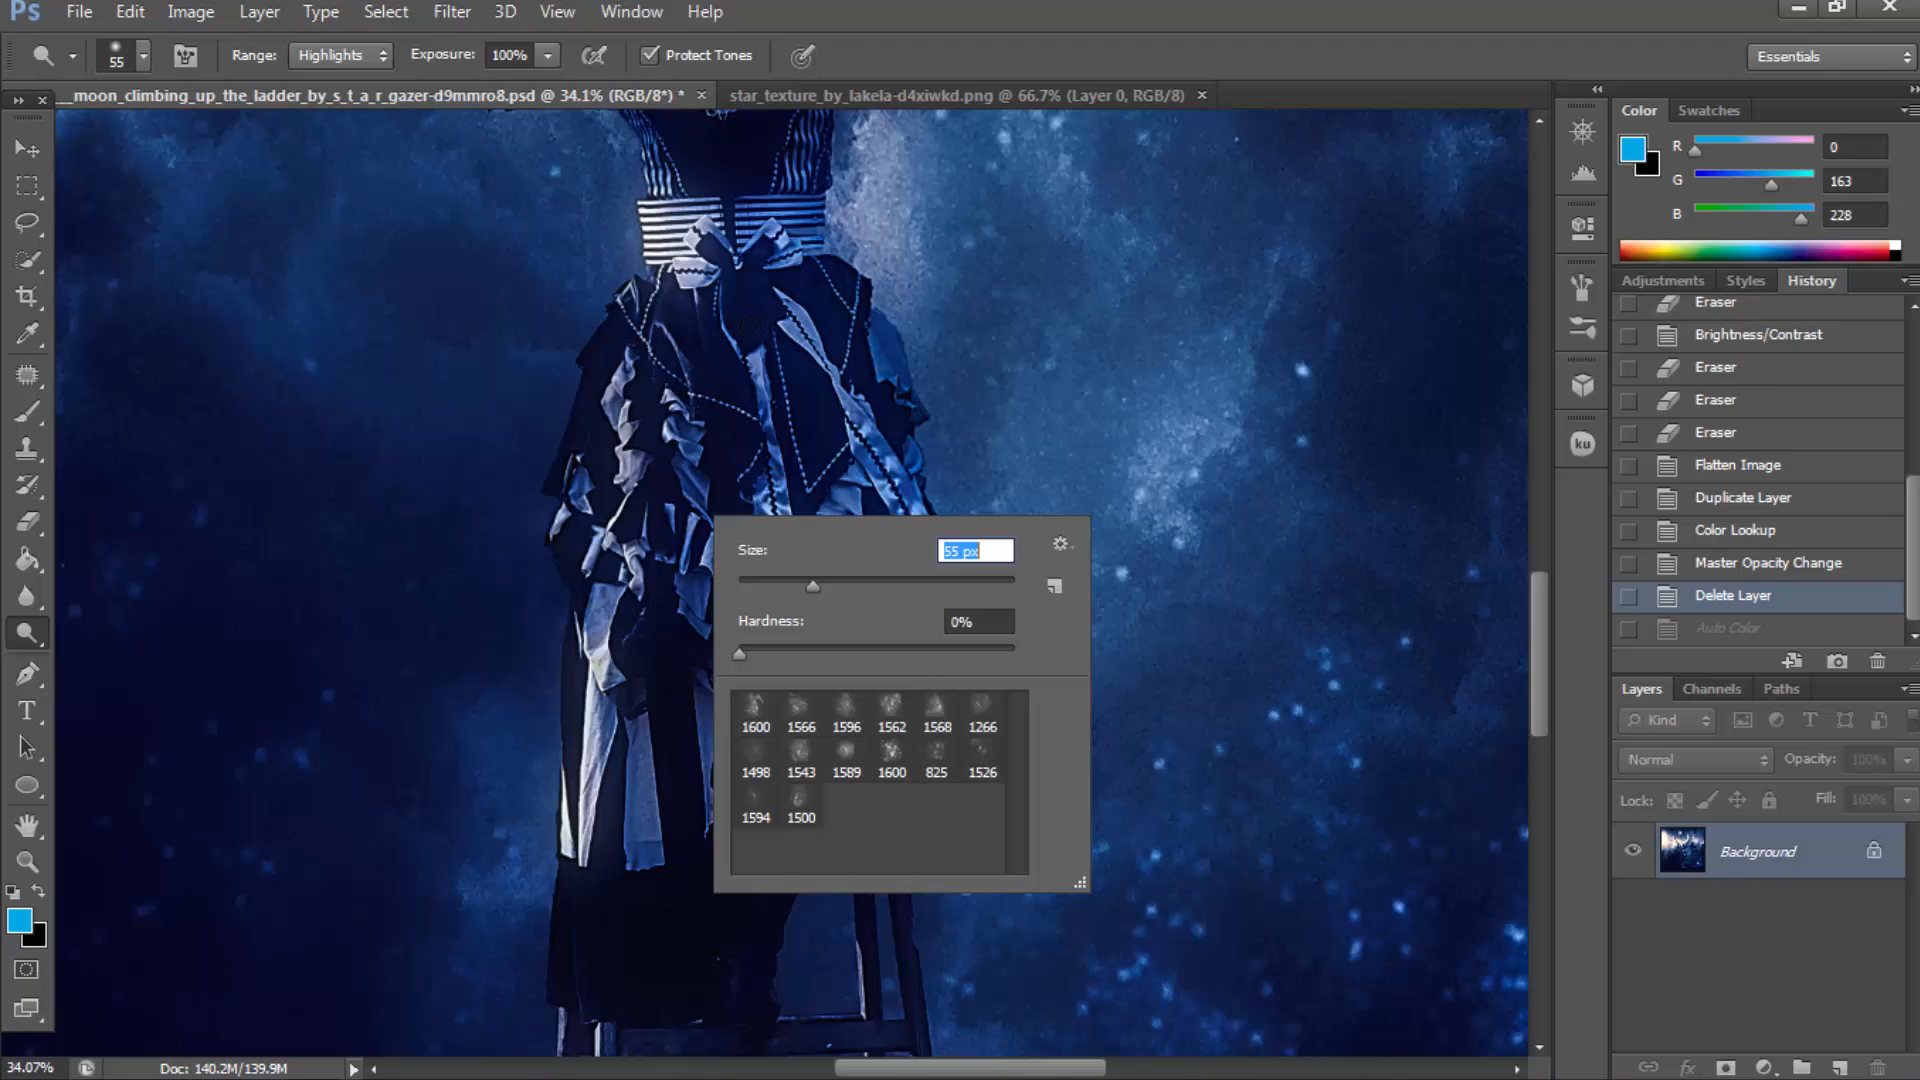 Ps File Edit Image Layer Type Select Filter 3D View Window Help
55 Range: Highlights Exposure: 100% Protect Tones Essentials
_moon_climbing_up_the_ladder_by_s_t_a_r_gazer-d9mmro8.psd @ 34.1% (RGB/8*) * star_texture_by_lakela-d4xiwkd.png @ 66.7% (Layer 0, RGB/8)
Color Swatches
R 0
G 163
B 228
Adjustments Styles History
Eraser
Brightness/Contrast
Eraser
Eraser
Eraser
Flatten Image
Duplicate Layer
Color Lookup
Master Opacity Change
Delete Layer
Auto Color
ku
Size: 55 px
Hardness: 0%
1600 1566 1596 1562 1568 1266
1498 1543 1589 1600 825 1526
1594 1500
Layers Channels Paths
Kind
Normal Opacity: 100%
Lock: Fill: 100%
Background
fx
34.07% Doc: 140.2M/139.9M